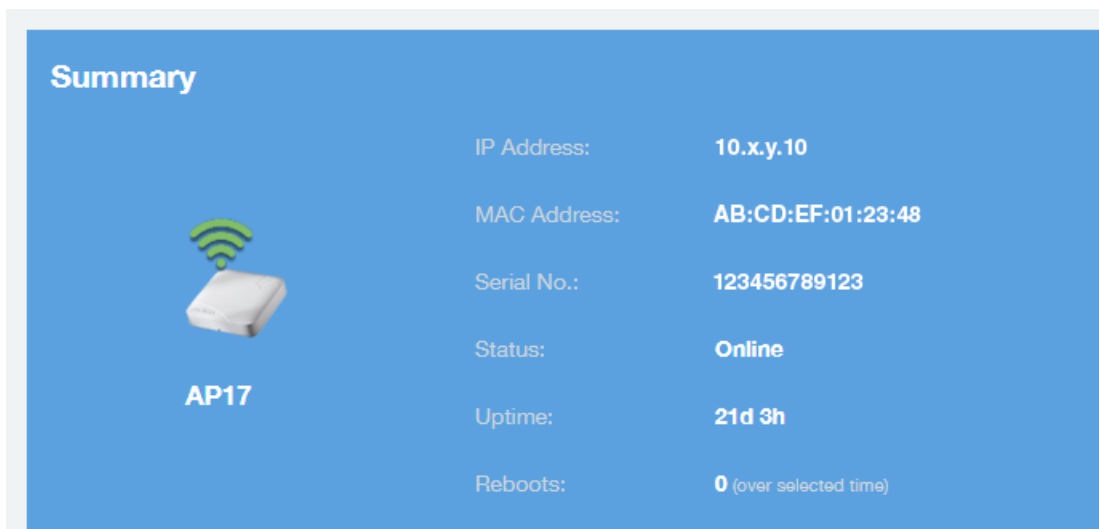 Summary
IP Address: 10.x.y.10
MAC Address: AB:CD:EF:01:23:48
Serial No.: 123456789123
Status: Online
AP17
Uptime: 21d 3h
Reboots: 0 (over selected time)